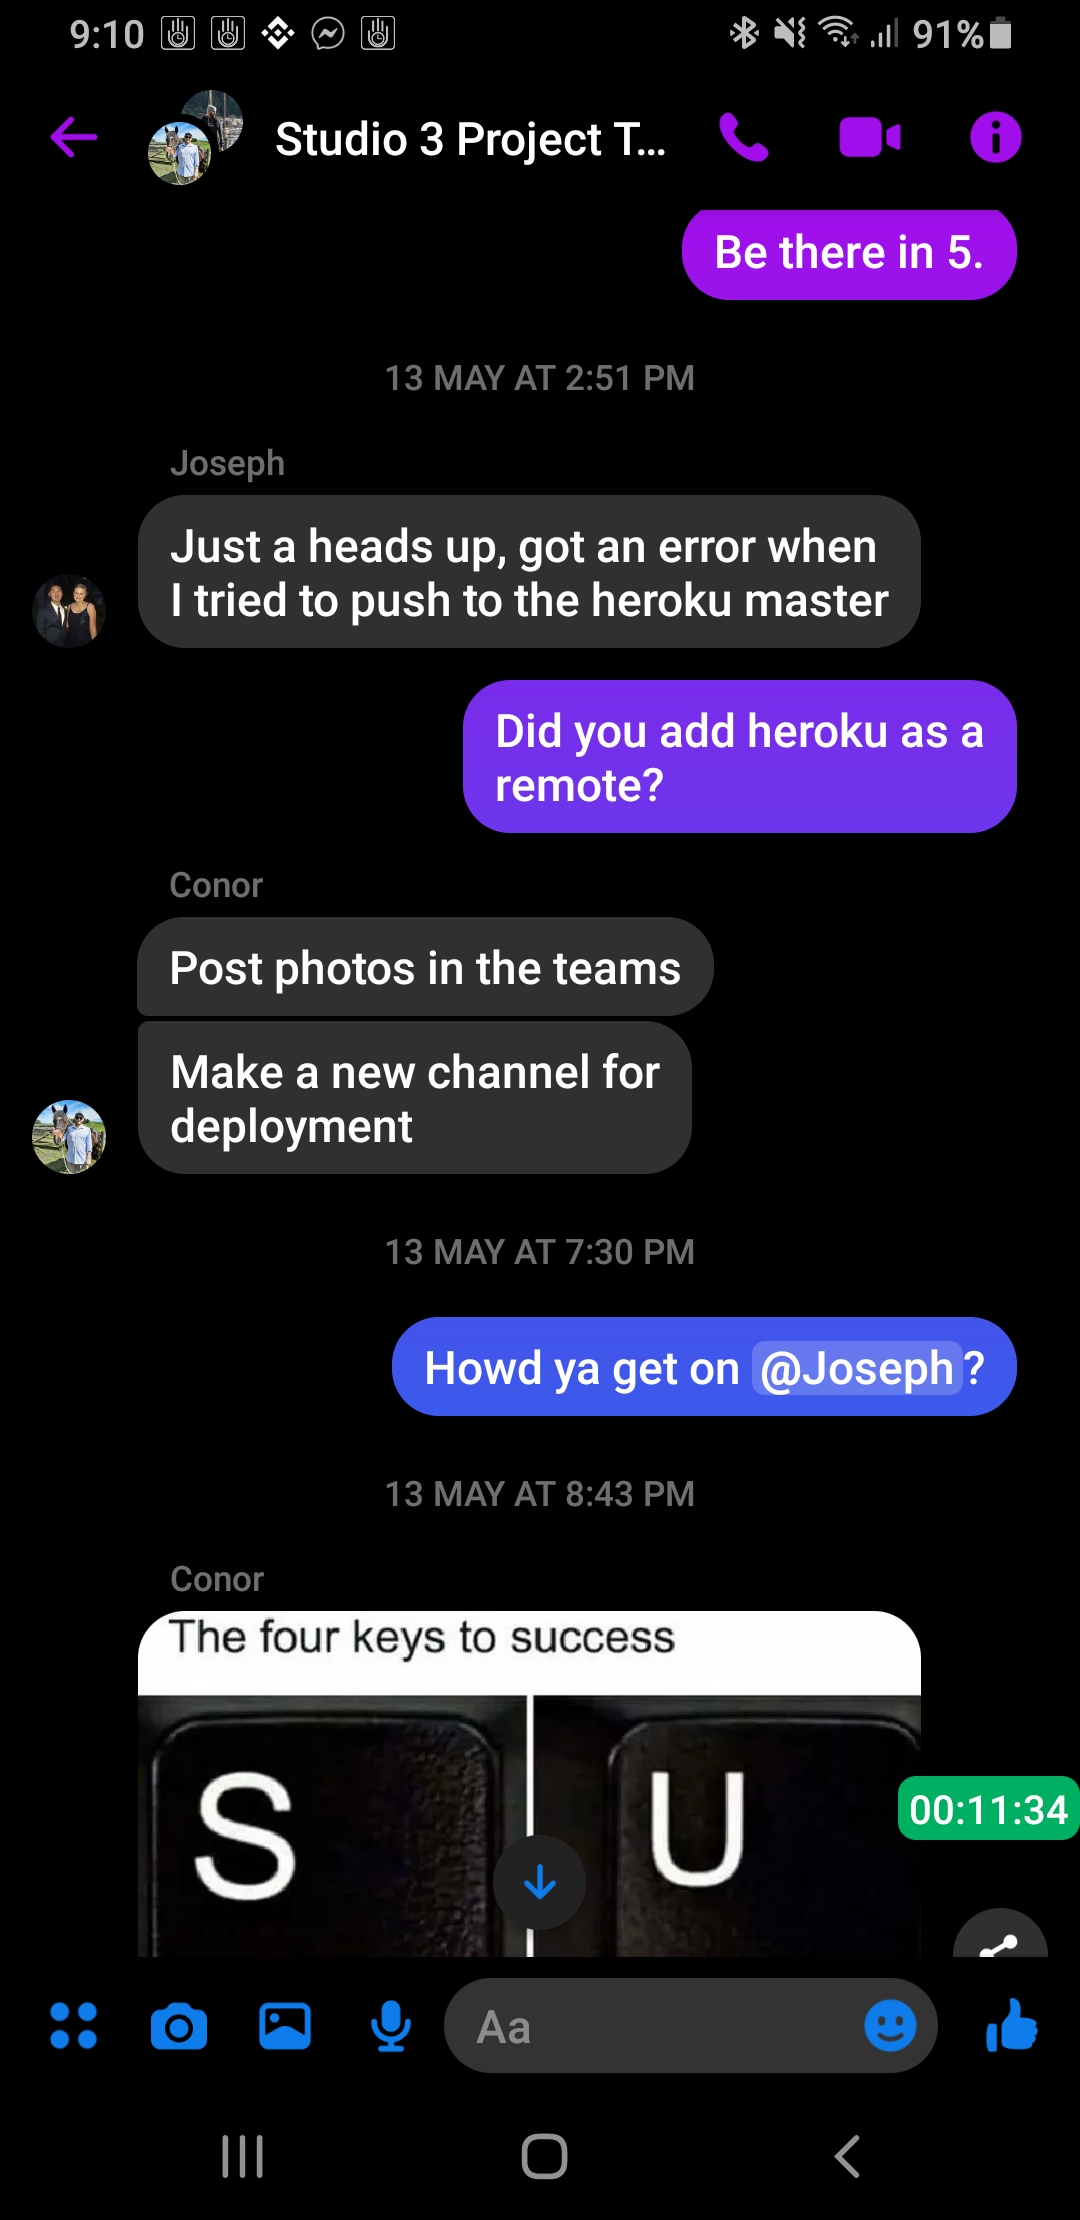 9:10
91%
Studio 3 Project T...
Be there in 5.
13 MAY AT 2:51 PM
Joseph
Just a heads up, got an error when
I tried to push to the heroku master
Did you add heroku as a
remote?
Conor
Post photos in the teams
Make a new channel for
deployment
13 MAY AT 7:30 PM
Howd ya get on @Joseph?
13 MAY AT 8:43 PM
Conor
The four keys to success
S U
00:11:34
Aa